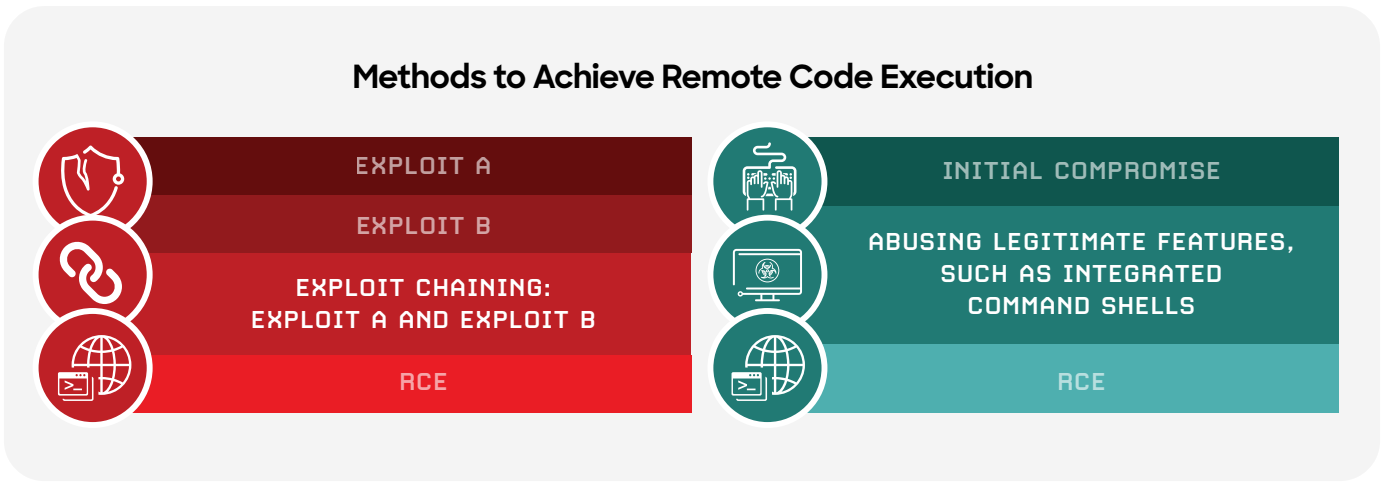 Methods to Achieve Remote Code Execution
EXPLOIT A
EXPLOIT B
EXPLOIT CHAINING:
EXPLOIT A AND EXPLOIT B
>_
RCE
INITIAL COMPROMISE
ABUSING LEGITIMATE FEATURES,
SUCH AS INTEGRATED
COMMAND SHELLS
>_
RCE